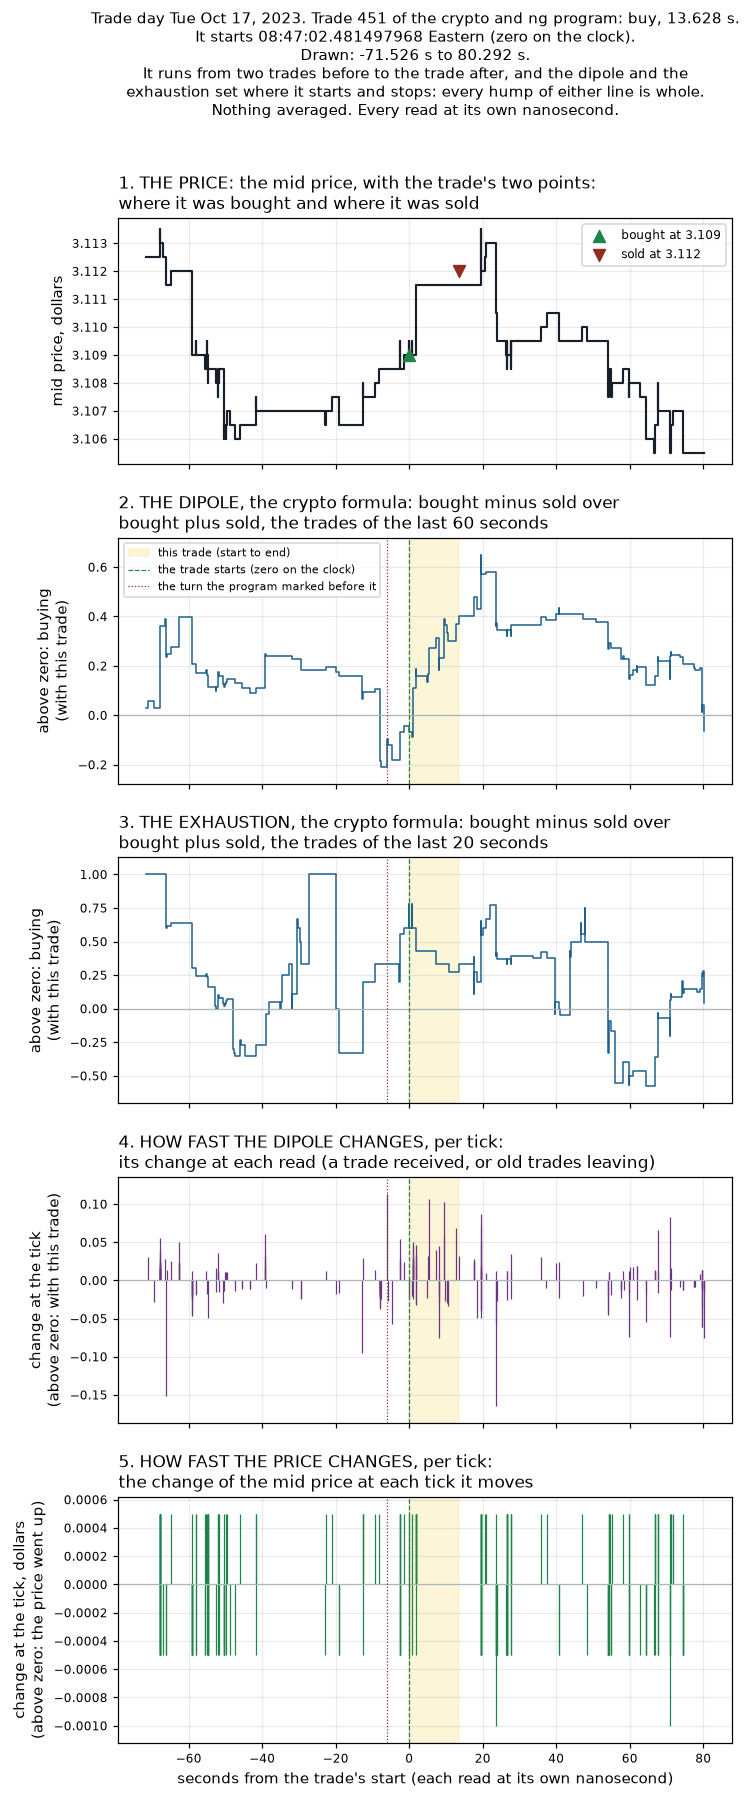 Trade day Tue Oct 17, 2023. Trade 451 of the crypto and ng program: buy, 13.628 s.
It starts 08:47:02.481497968 Eastern (zero on the clock).
Drawn: -71.526 s to 80.292 s.
It runs from two trades before to the trade after, and the dipole and the
exhaustion set where it starts and stops: every hump of either line is whole.
Nothing averaged. Every read at its own nanosecond.
1. THE PRICE: the mid price, with the trade's two points:
where it was bought and where it was sold
mid price, dollars
3.113
3.112
3.111
3.110
3.109
3.108
3.107
3.106
bought at 3.109
sold at 3.112
2. THE DIPOLE, the crypto formula: bought minus sold over
bought plus sold, the trades of the last 60 seconds
above zero: buying
(with this trade)
0.6
0.4
0.2
0.0
−0.2
this trade (start to end)
the trade starts (zero on the clock)
the turn the program marked before it
3. THE EXHAUSTION, the crypto formula: bought minus sold over
bought plus sold, the trades of the last 20 seconds
above zero: buying
(with this trade)
1.00
0.75
0.50
0.25
0.00
−0.25
−0.50
4. HOW FAST THE DIPOLE CHANGES, per tick:
its change at each read (a trade received, or old trades leaving)
change at the tick
(above zero: with this trade)
0.10
0.05
0.00
−0.05
−0.10
−0.15
5. HOW FAST THE PRICE CHANGES, per tick:
the change of the mid price at each tick it moves
change at the tick, dollars
(above zero: the price went up)
0.0006
0.0004
0.0002
0.0000
−0.0002
−0.0004
−0.0006
−0.0008
−0.0010
−60
−40
−20
0
20
40
60
80
seconds from the trade's start (each read at its own nanosecond)